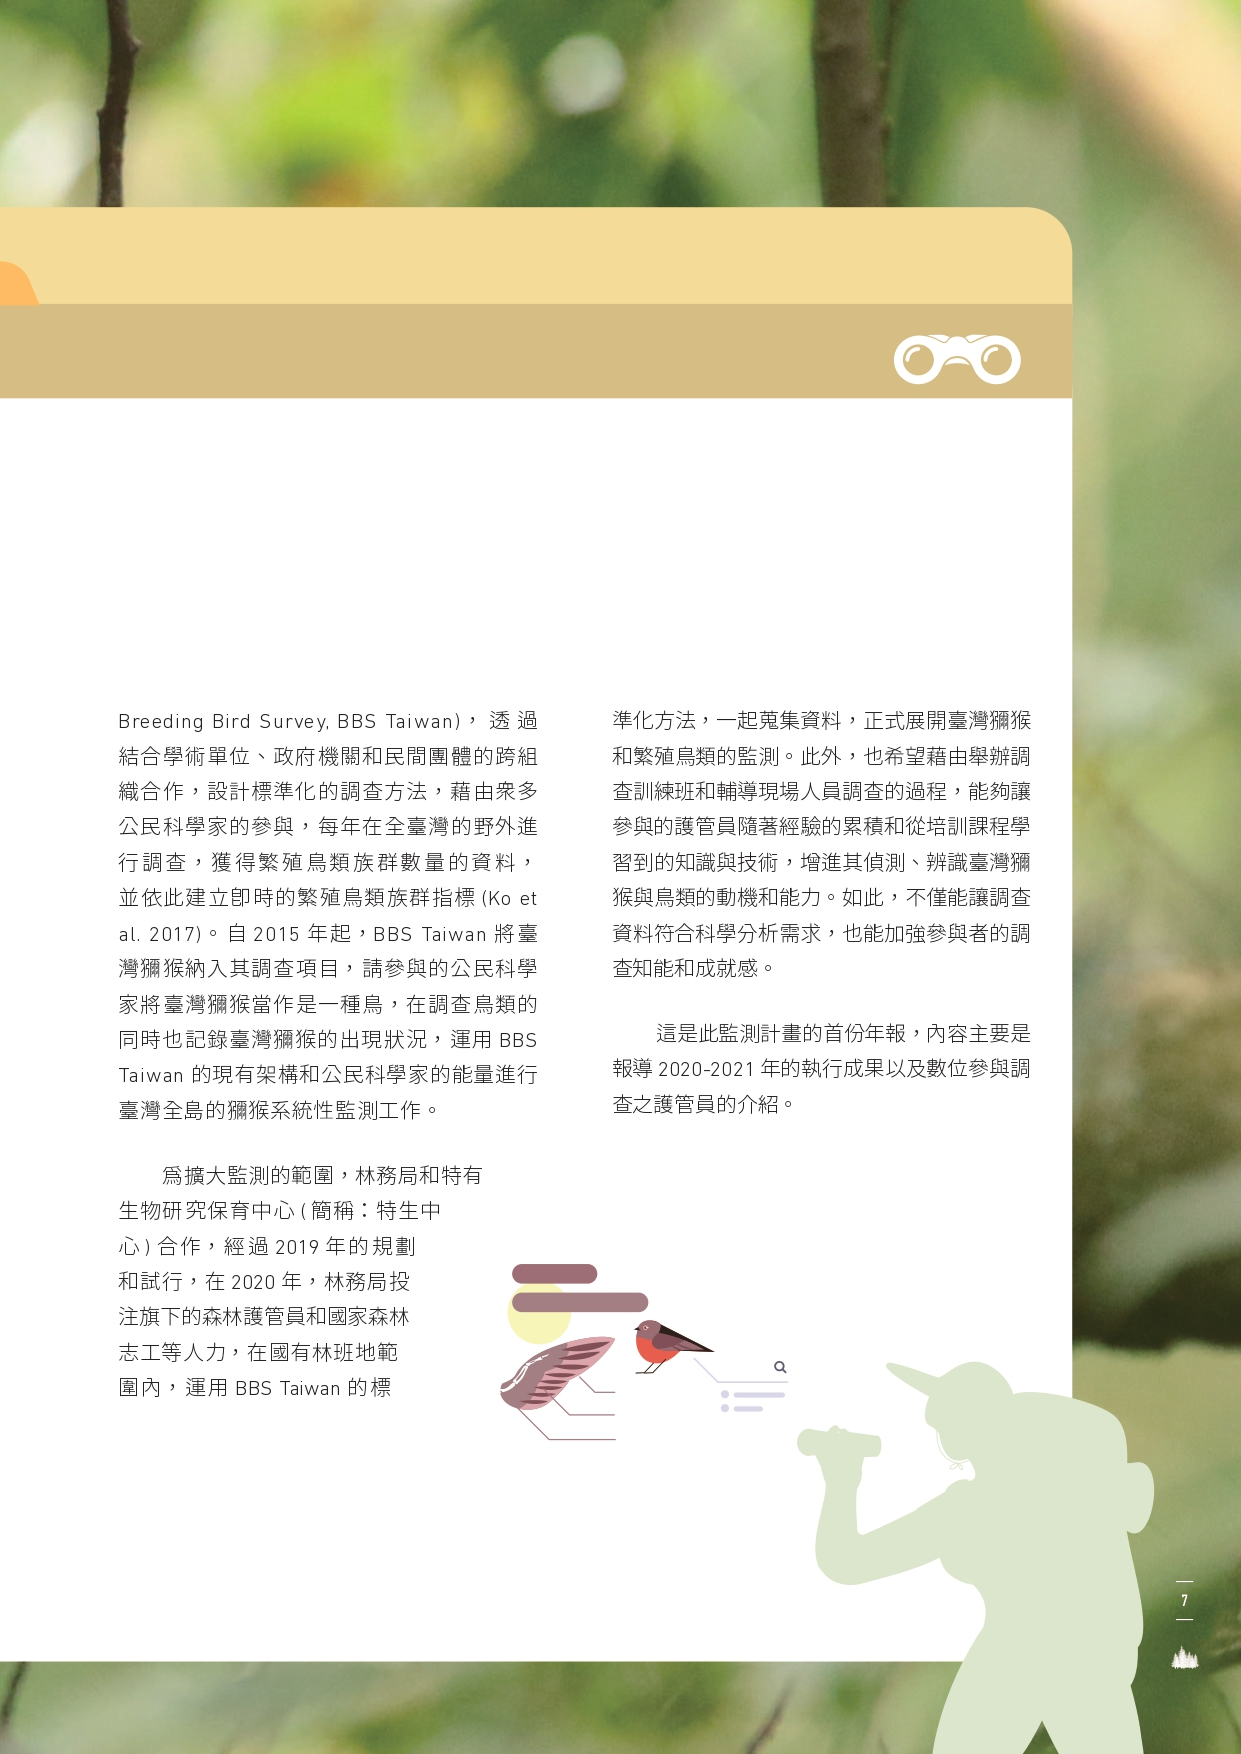 Breeding Bird Survey, BBS Taiwan)，透過
結合學術單位、政府機關和民間團體的跨組
織合作，設計標準化的調查方法，藉由眾多
公民科學家的參與，每年在全臺灣的野外進
行調查，獲得繁殖鳥類族群數量的資料，
並依此建立即時的繁殖鳥類族群指標 (Ko et
al. 2017)。自 2015 年起，BBS Taiwan 將臺
灣獼猴納入其調查項目，請參與的公民科學
家將臺灣獼猴當作是一種鳥，在調查鳥類的
同時也記錄臺灣獼猴的出現狀況，運用 BBS
Taiwan 的現有架構和公民科學家的能量進行
臺灣全島的獼猴系統性監測工作。
為擴大監測的範圍，林務局和特有
生物研究保育中心 ( 簡稱：特生中
心 ) 合作，經過 2019 年的規劃
和試行，在 2020 年，林務局投
注旗下的森林護管員和國家森林
志工等人力，在國有林班地範
圍內，運用 BBS Taiwan 的標
準化方法，一起蒐集資料，正式展開臺灣獼猴
和繁殖鳥類的監測。此外，也希望藉由舉辦調
查訓練班和輔導現場人員調查的過程，能夠讓
參與的護管員隨著經驗的累積和從培訓課程學
習到的知識與技術，增進其偵測、辨識臺灣獼
猴與鳥類的動機和能力。如此，不僅能讓調查
資料符合科學分析需求，也能加強參與者的調
查知能和成就感。
這是此監測計畫的首份年報，內容主要是
報導 2020-2021 年的執行成果以及數位參與調
查之護管員的介紹。
7